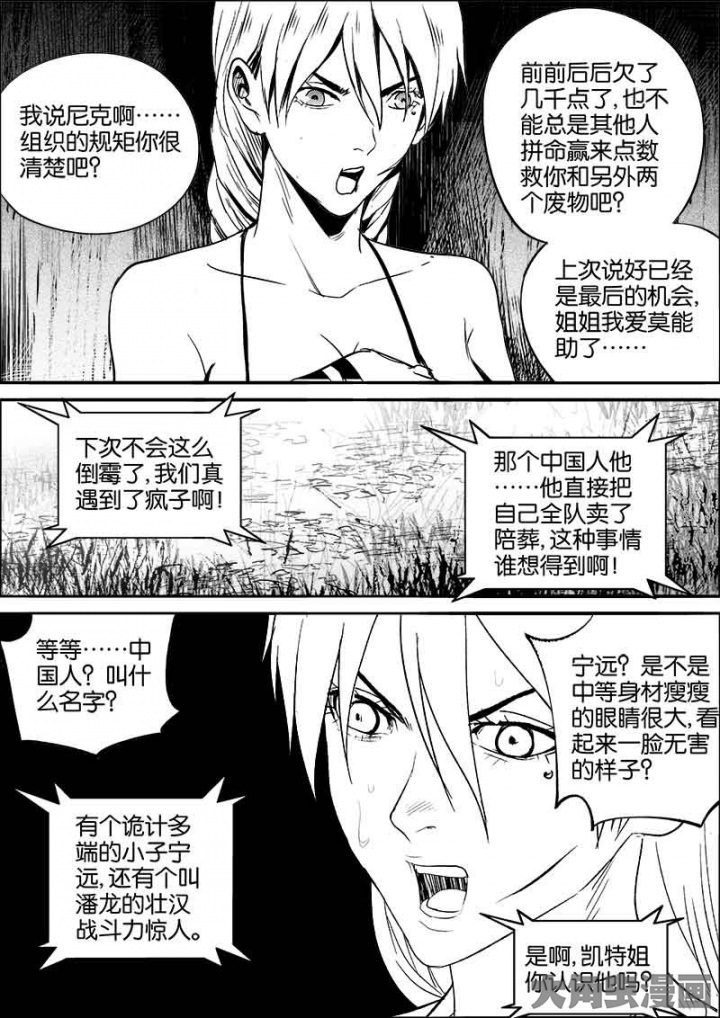 我说尼克啊……
组织的规矩你很
清楚吧？
前前后后欠了
几千点了，也不
能总是其他人
拼命赢来点数
救你和另外两
个废物吧？
上次说好已经
是最后的机会，
姐姐我爱莫能
助了……
下次不会这么
倒霉了，我们真
遇到了疯子啊！
那个中国人他
……他直接把
自己全队卖了
陪葬，这种事情
谁想得到啊！
等等……中
国人？叫什
么名字？
有个诡计多
端的小子宁
远，还有个叫
潘龙的壮汉
战斗力惊人。
宁远？是不是
中等身材瘦瘦
的眼睛很大，看
起来一脸无害
的样子？
是啊，凯特姐
你认识他吗？
火角虫漫画